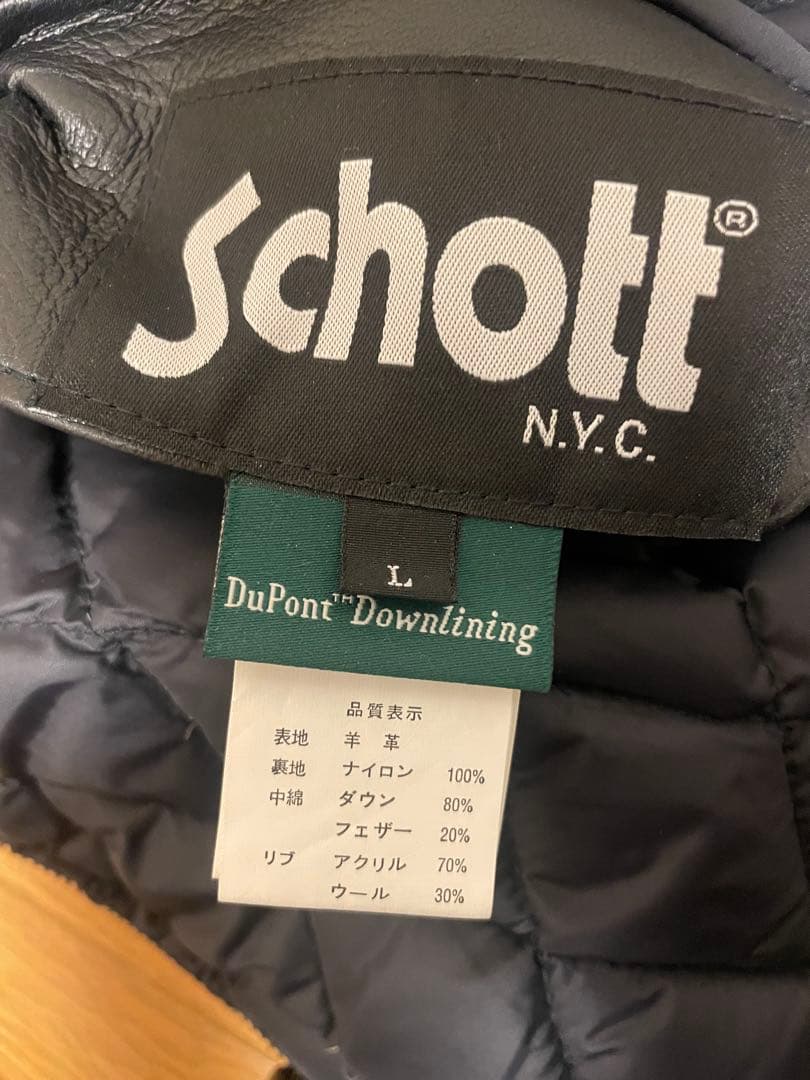 Schott®
N.Y.C.
L
DuPont™ Downlining
品質表示
表地 羊 革
裏地 ナイロン 100%
中綿 ダウン 80%
フェザー 20%
リブ アクリル 70%
ウール 30%